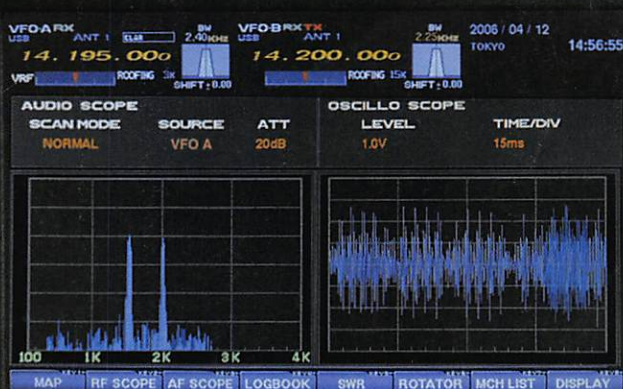 VFO-A RX
USB ANT 1
14.195.000
VRF ROOFING 3K
BW
2.40KHZ
SHIFT ± 0.00
VFO-B RX TX
USB ANT 1
14.200.000
ROOFING 15K
BW
2.25KHZ
SHIFT ± 0.00
2006 / 04 / 12
TOKYO 14:56:55
AUDIO SCOPE
SCAN MODE SOURCE ATT
NORMAL VFO A 20dB
OSCILLO SCOPE
LEVEL TIME/DIV
1.0V 15ms
100 1K 2K 3K 4K
MAP RF SCOPE AF SCOPE LOGBOOK SWR ROTATOR MCH LIST DISPLAY